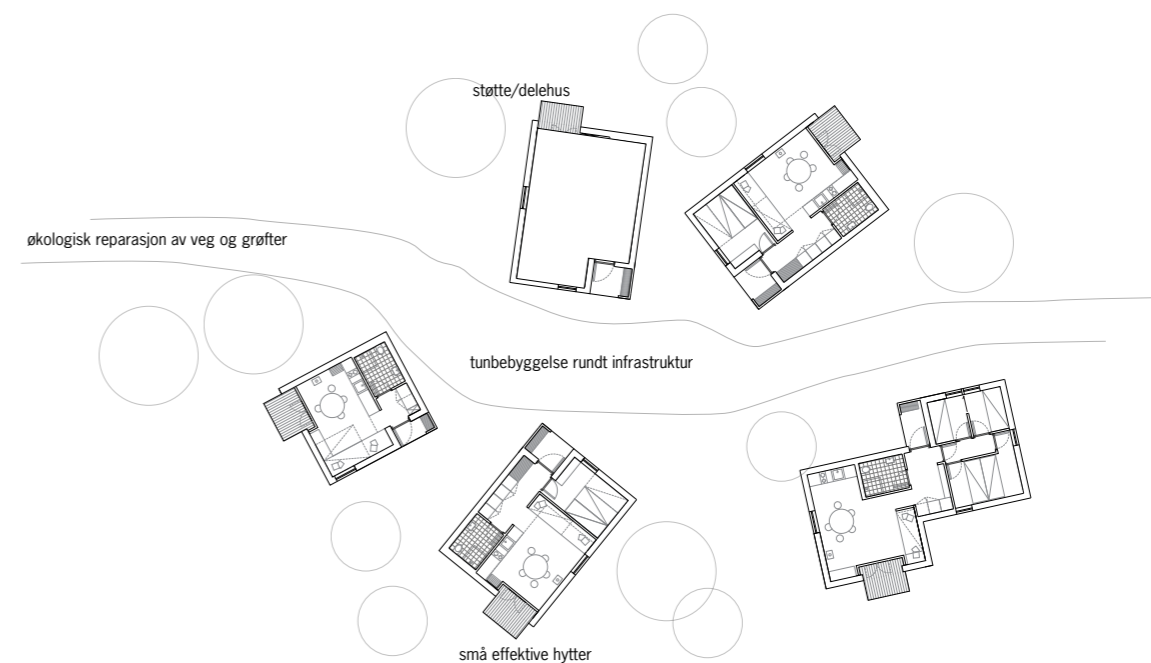 støtte/delehus
økologisk reparasjon av veg og grøfter
tunbebyggelse rundt infrastruktur
små effektive hytter